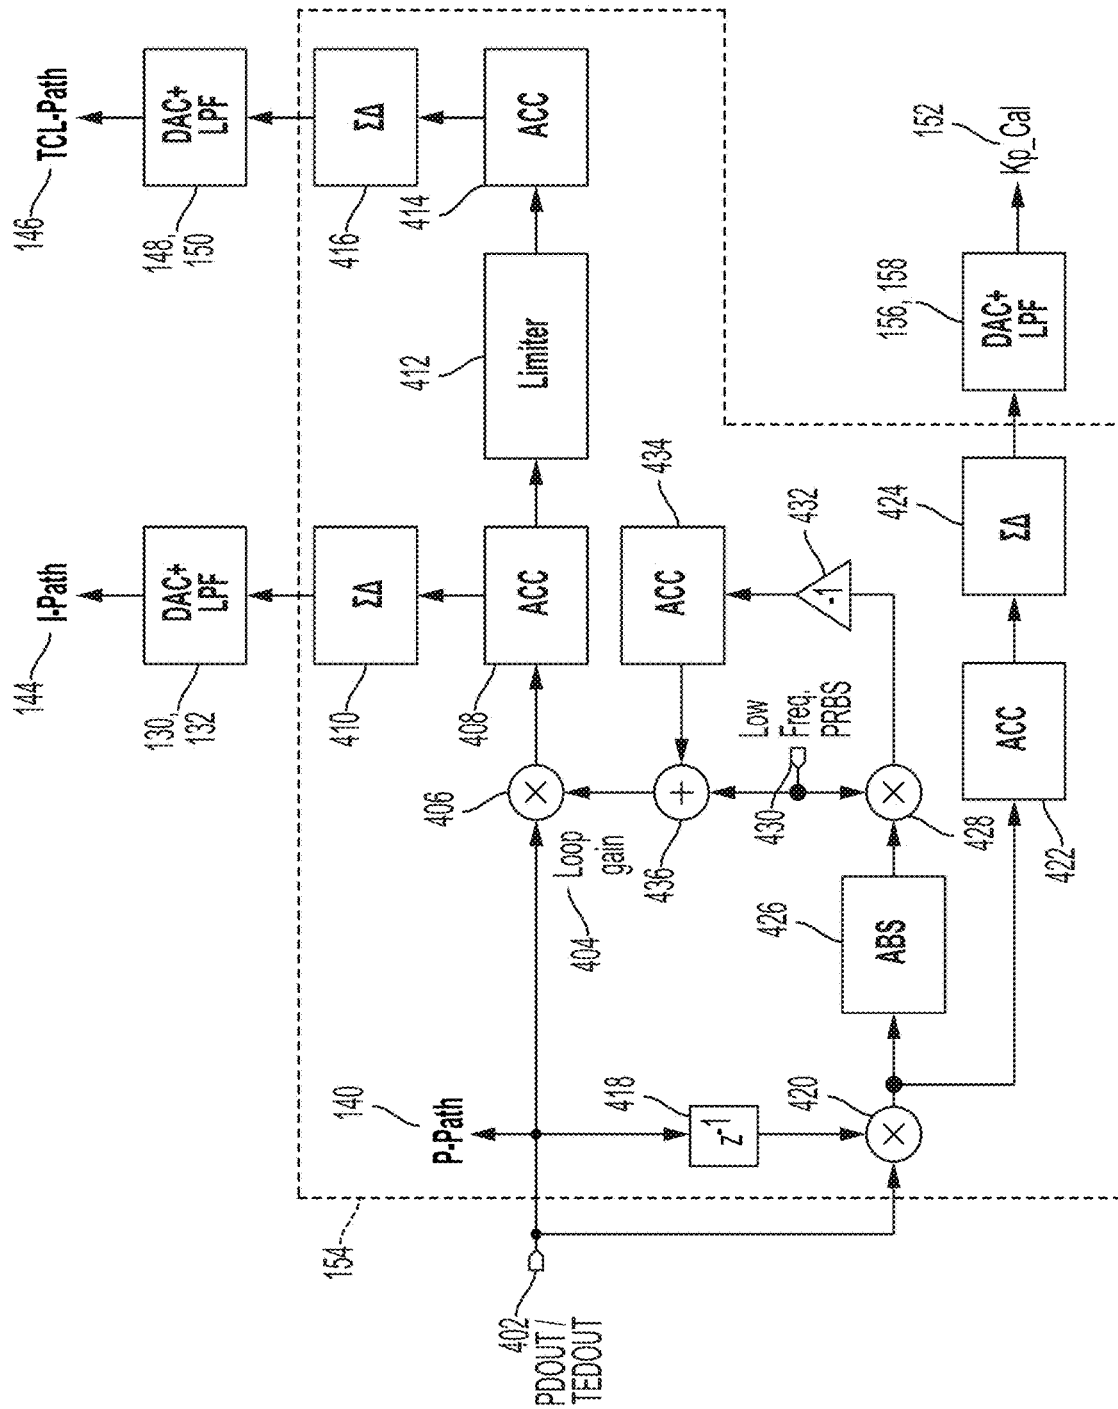 146
TCL-Path
148,
150
DAC+
LPF
416
ΣΔ
414
ACC
412
Limiter
144
I-Path
130,
132
DAC+
LPF
410
ΣΔ
408
ACC
406
×
404
Loop
gain
434
ACC
436
+
432
-1
430
Low
Freq.
PRBS
428
×
426
ABS
140
P-Path
418
z-1
420
×
422
ACC
424
ΣΔ
156, 158
DAC+
LPF
152
Kp_Cal
154
402
PDOUT /
TEDOUT